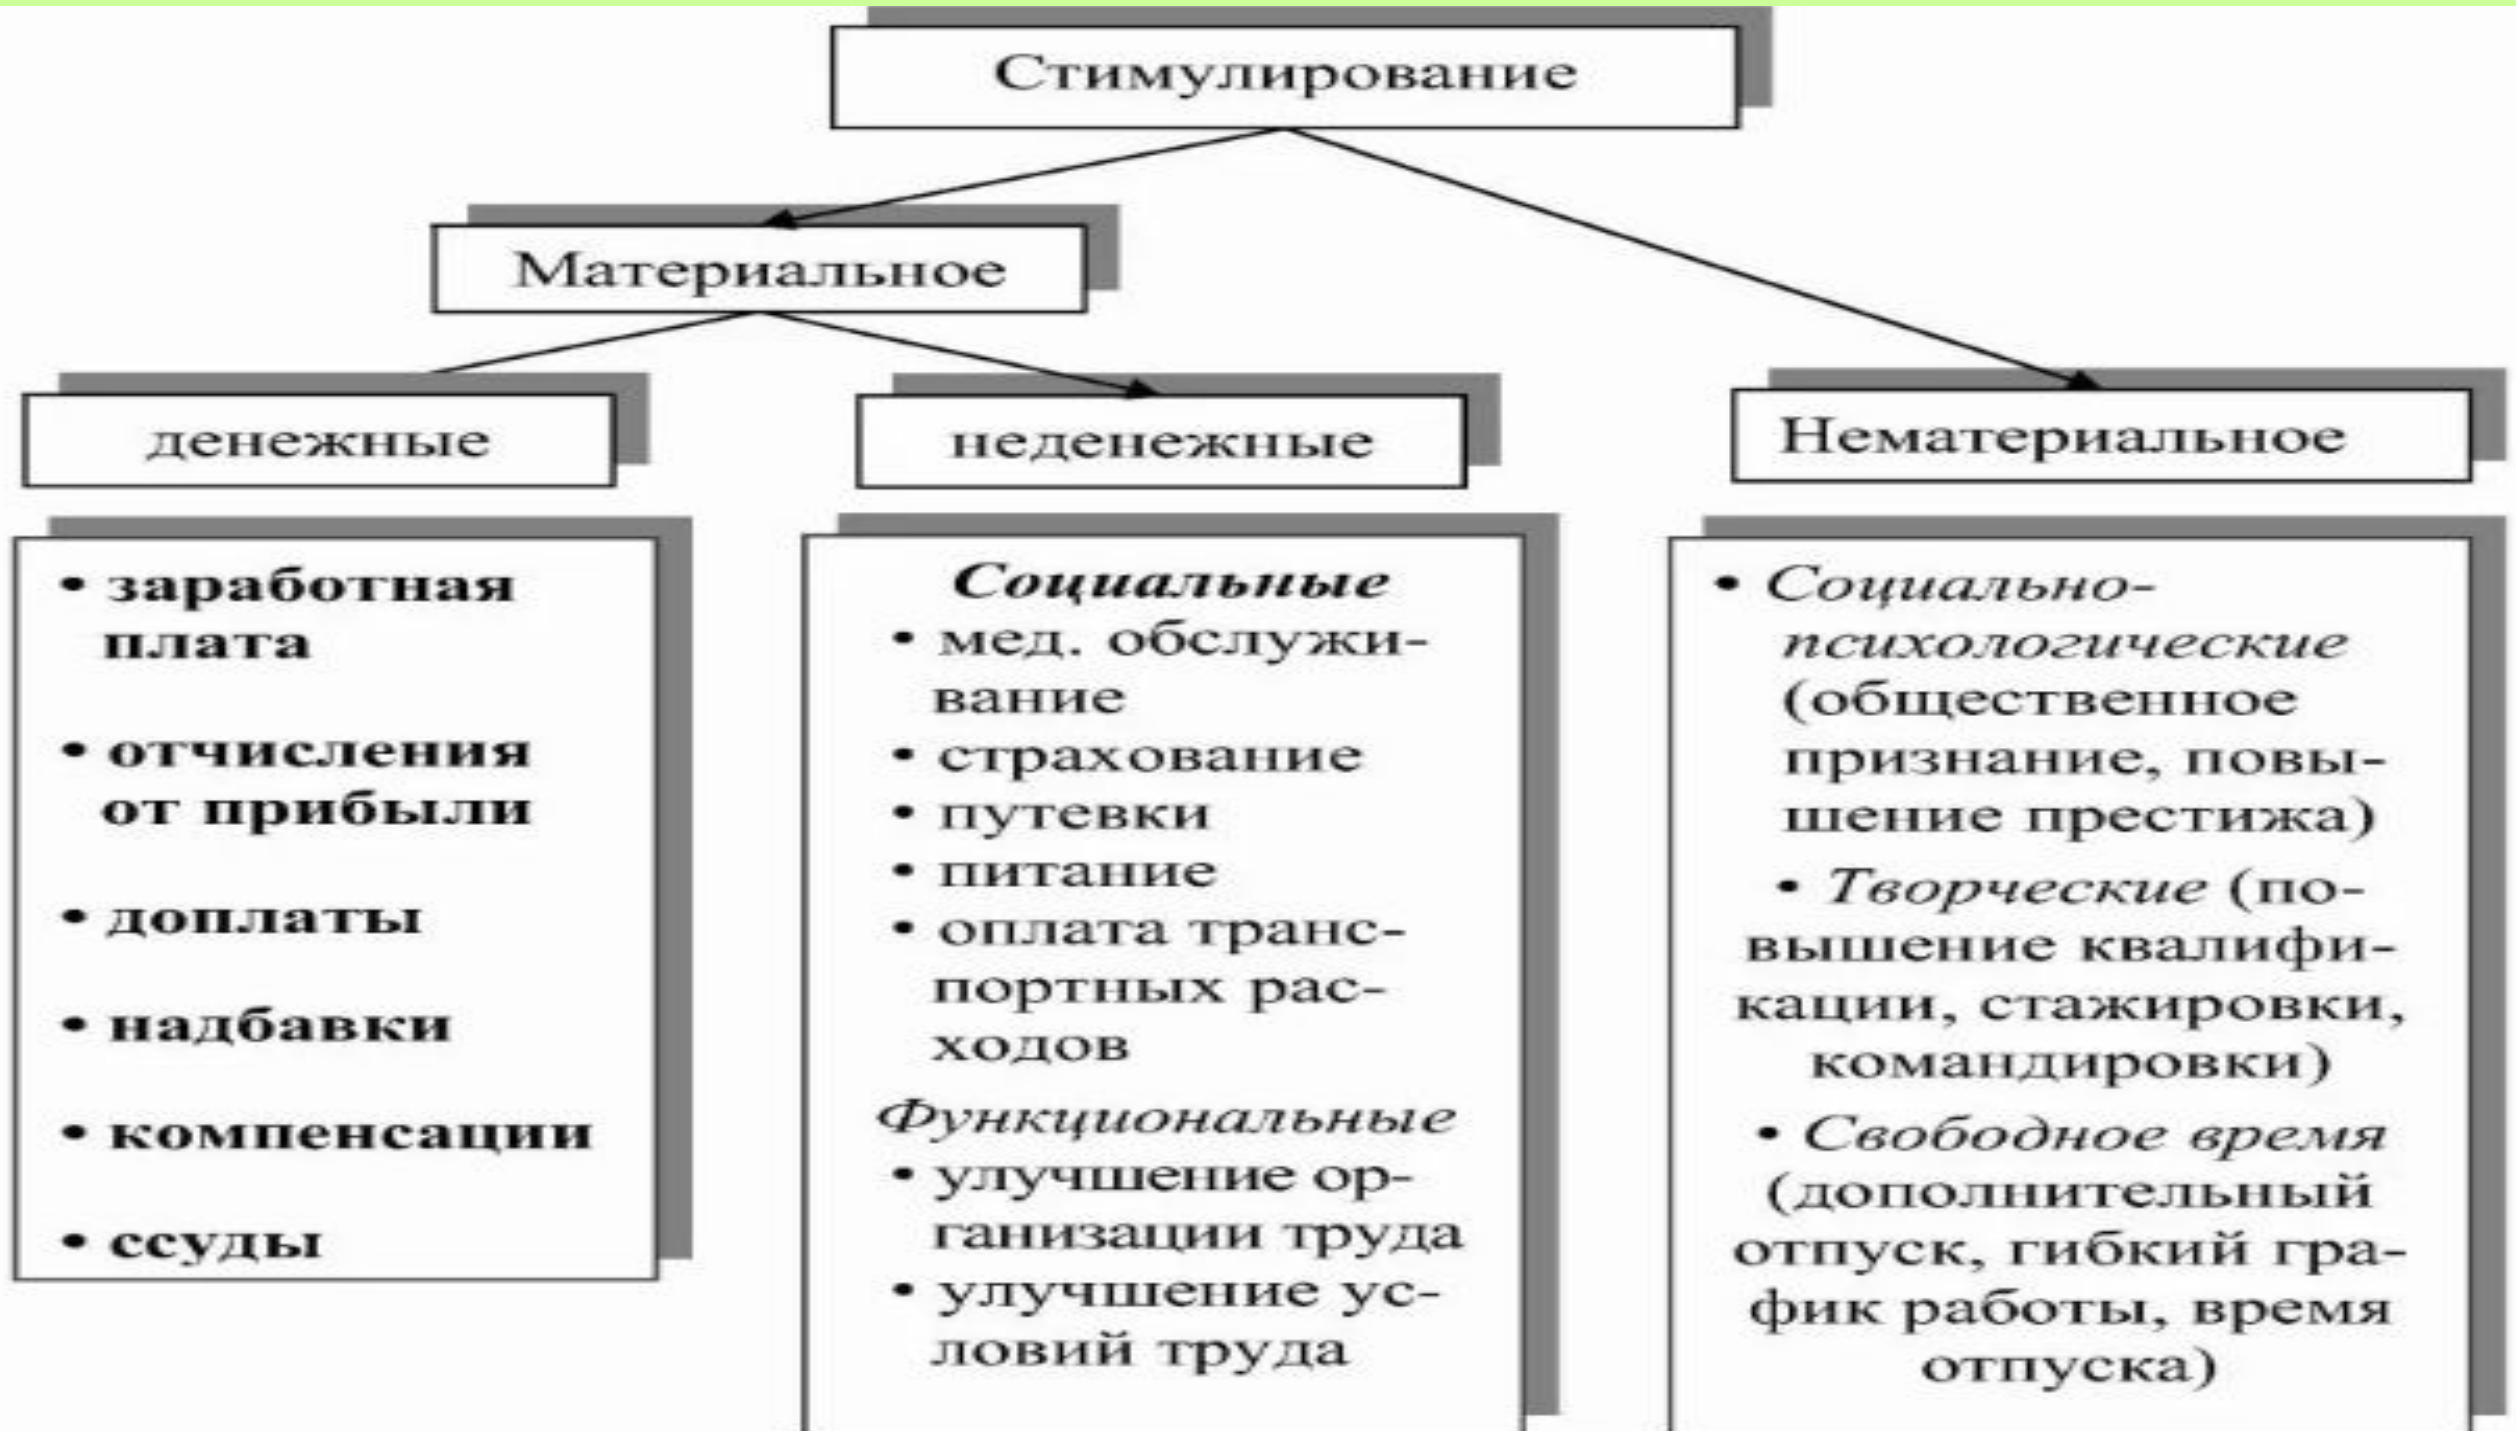 Стимулирование
Материальное
денежные
неденежные
Нематериальное
• заработная
плата
• отчисления
от прибыли
• доплаты
• надбавки
• компенсации
• ссуды
Социальные
• мед. обслужи-
вание
• страхование
• путевки
• питание
• оплата транс-
портных рас-
ходов
Функциональные
• улучшение ор-
ганизации труда
• улучшение ус-
ловий труда
• Социально-
психологические
(общественное
признание, повы-
шение престижа)
• Творческие (по-
вышение квалифи-
кации, стажировки,
командировки)
• Свободное время
(дополнительный
отпуск, гибкий гра-
фик работы, время
отпуска)